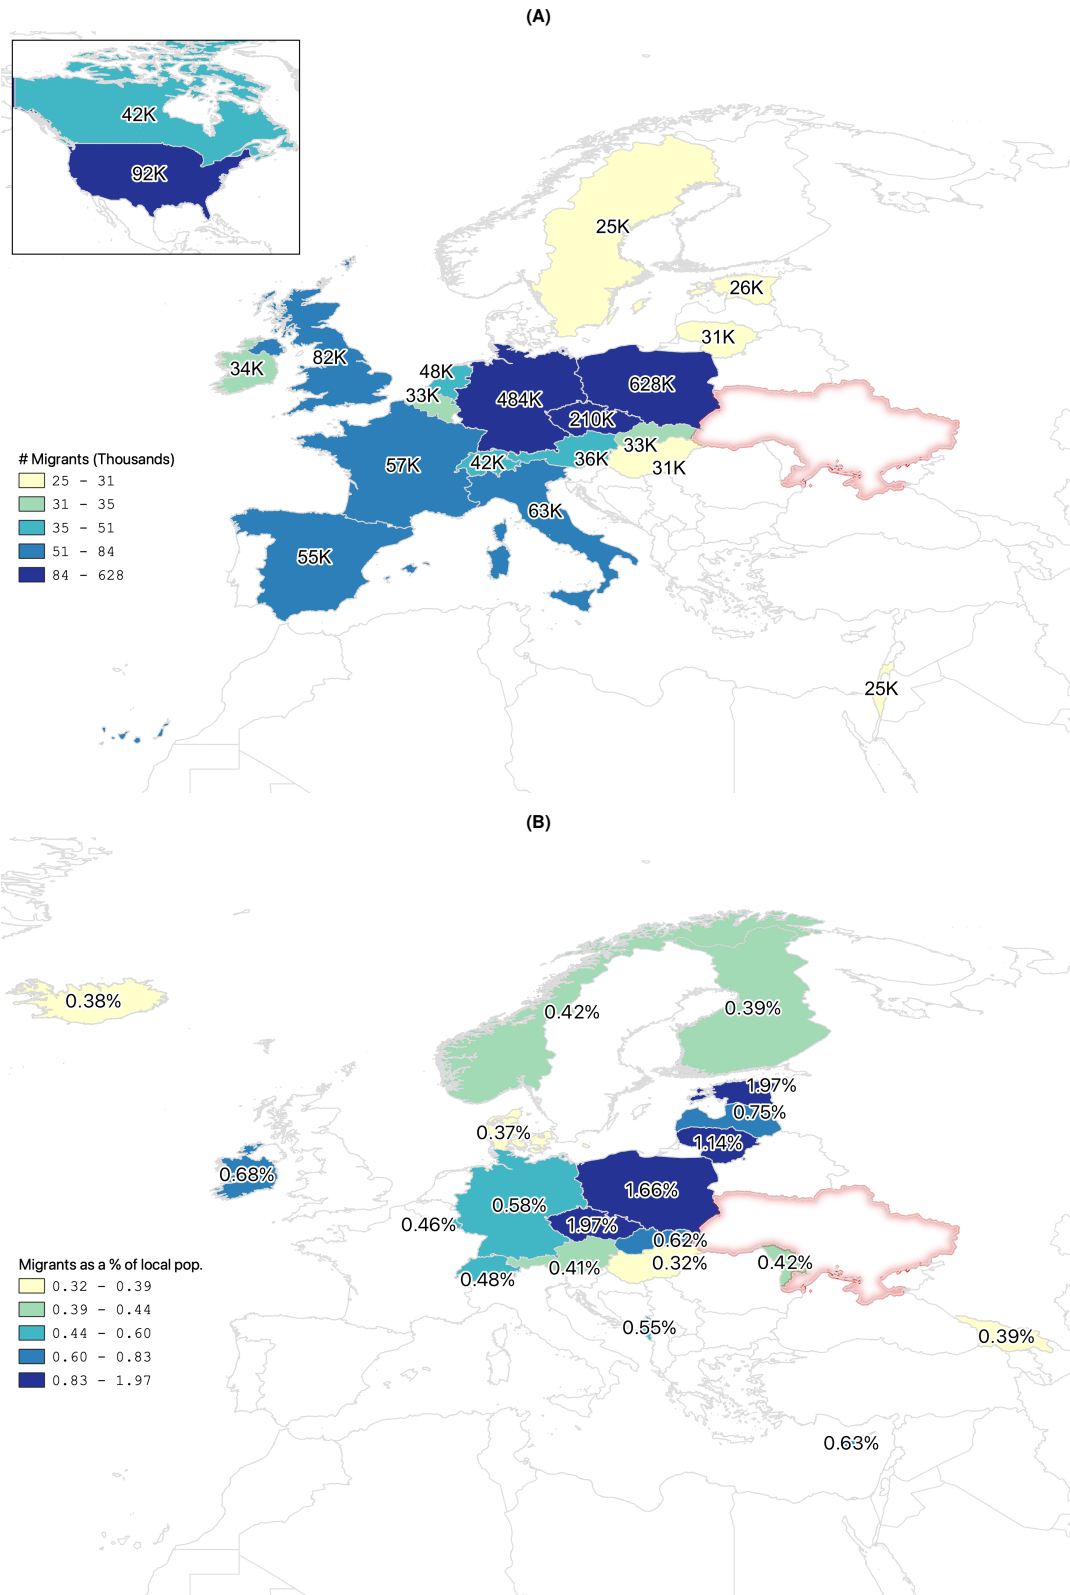 (A)
42K
92K
25K
26K
31K
34K
82K
48K
33K
484K
628K
210K
57K
42K
36K
33K
31K
63K
55K
25K
# Migrants (Thousands)
25 - 31
31 - 35
35 - 51
51 - 84
84 - 628
(B)
0.38%
0.42%
0.39%
1.97%
0.75%
0.37%
1.14%
0.68%
1.66%
0.58%
0.46%
1.97%
0.62%
0.48%
0.41%
0.32%
0.42%
0.55%
0.39%
0.63%
Migrants as a % of local pop.
0.32 - 0.39
0.39 - 0.44
0.44 - 0.60
0.60 - 0.83
0.83 - 1.97